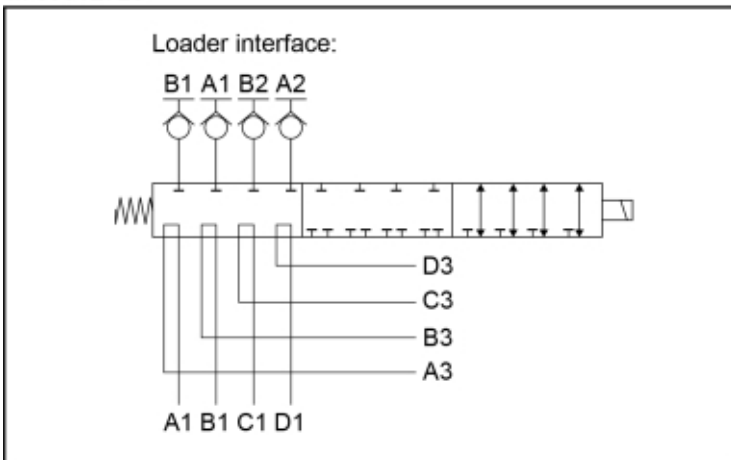 Loader interface:
B1 A1 B2 A2
D3
C3
B3
A3
A1 B1 C1 D1